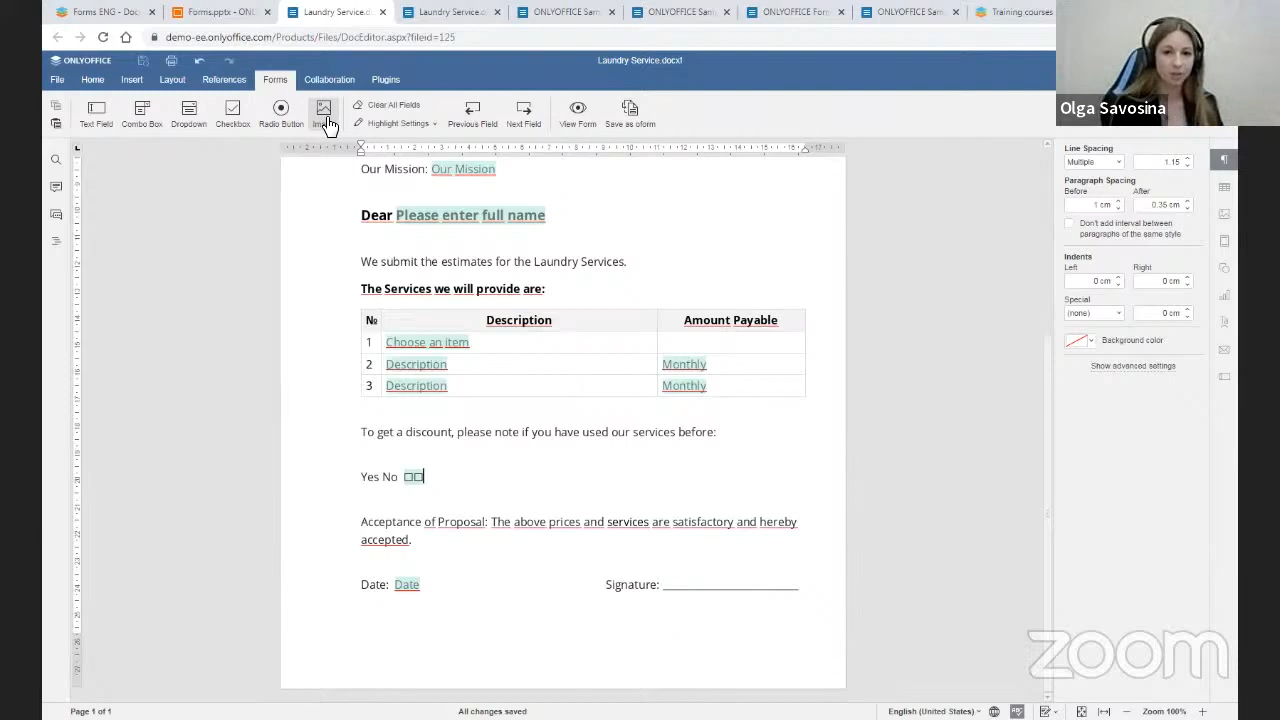 Forms ENG - Doc
Forms.pptx - ONL
Laundry Service.d
Laundry Service.d
ONLYOFFICE Sam
ONLYOFFICE Sam
ONLYOFFICE Form
ONLYOFFICE Sam
Training courses
demo-ee.onlyoffice.com/Products/Files/DocEditor.aspx?fileid=125
ONLYOFFICE
Laundry Service.docxf
File
Home
Insert
Layout
References
Forms
Collaboration
Plugins
Olga Savosina
Text Field
Combo Box
Dropdown
Checkbox
Radio Button
Clear All Fields
Highlight Settings
Previous Field
Next Field
View Form
Save as oform
Our Mission: Our Mission
Dear Please enter full name
We submit the estimates for the Laundry Services.
The Services we will provide are:
№ Description Amount Payable
1 Choose an item
2 Description Monthly
3 Description Monthly
To get a discount, please note if you have used our services before:
Yes No ☐☐
Acceptance of Proposal: The above prices and services are satisfactory and hereby
accepted.
Date: Date Signature: ______________________
Line Spacing
Multiple 1.15
Paragraph Spacing
Before After
1 cm 0.35 cm
Don't add interval between
paragraphs of the same style
Indents
Left Right
0 cm 0 cm
Special
(none) 0 cm
Background color
Show advanced settings
zoom
Page 1 of 1
All changes saved
English (United States)
Zoom 100%